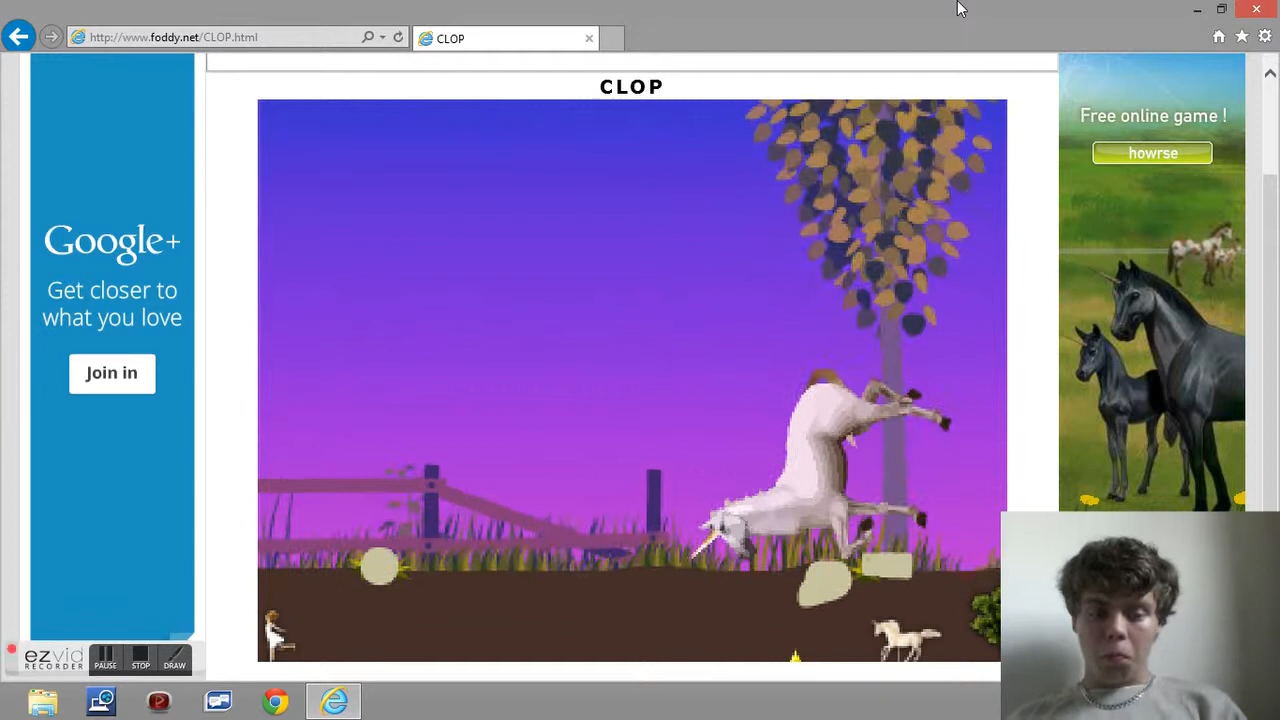 http://www.foddy.net/CLOP.html
CLOP
CLOP
Google+
Get closer to
what you love
Join in
Free online game !
howrse
ezvid
RECORDER
PAUSE
STOP
DRAW